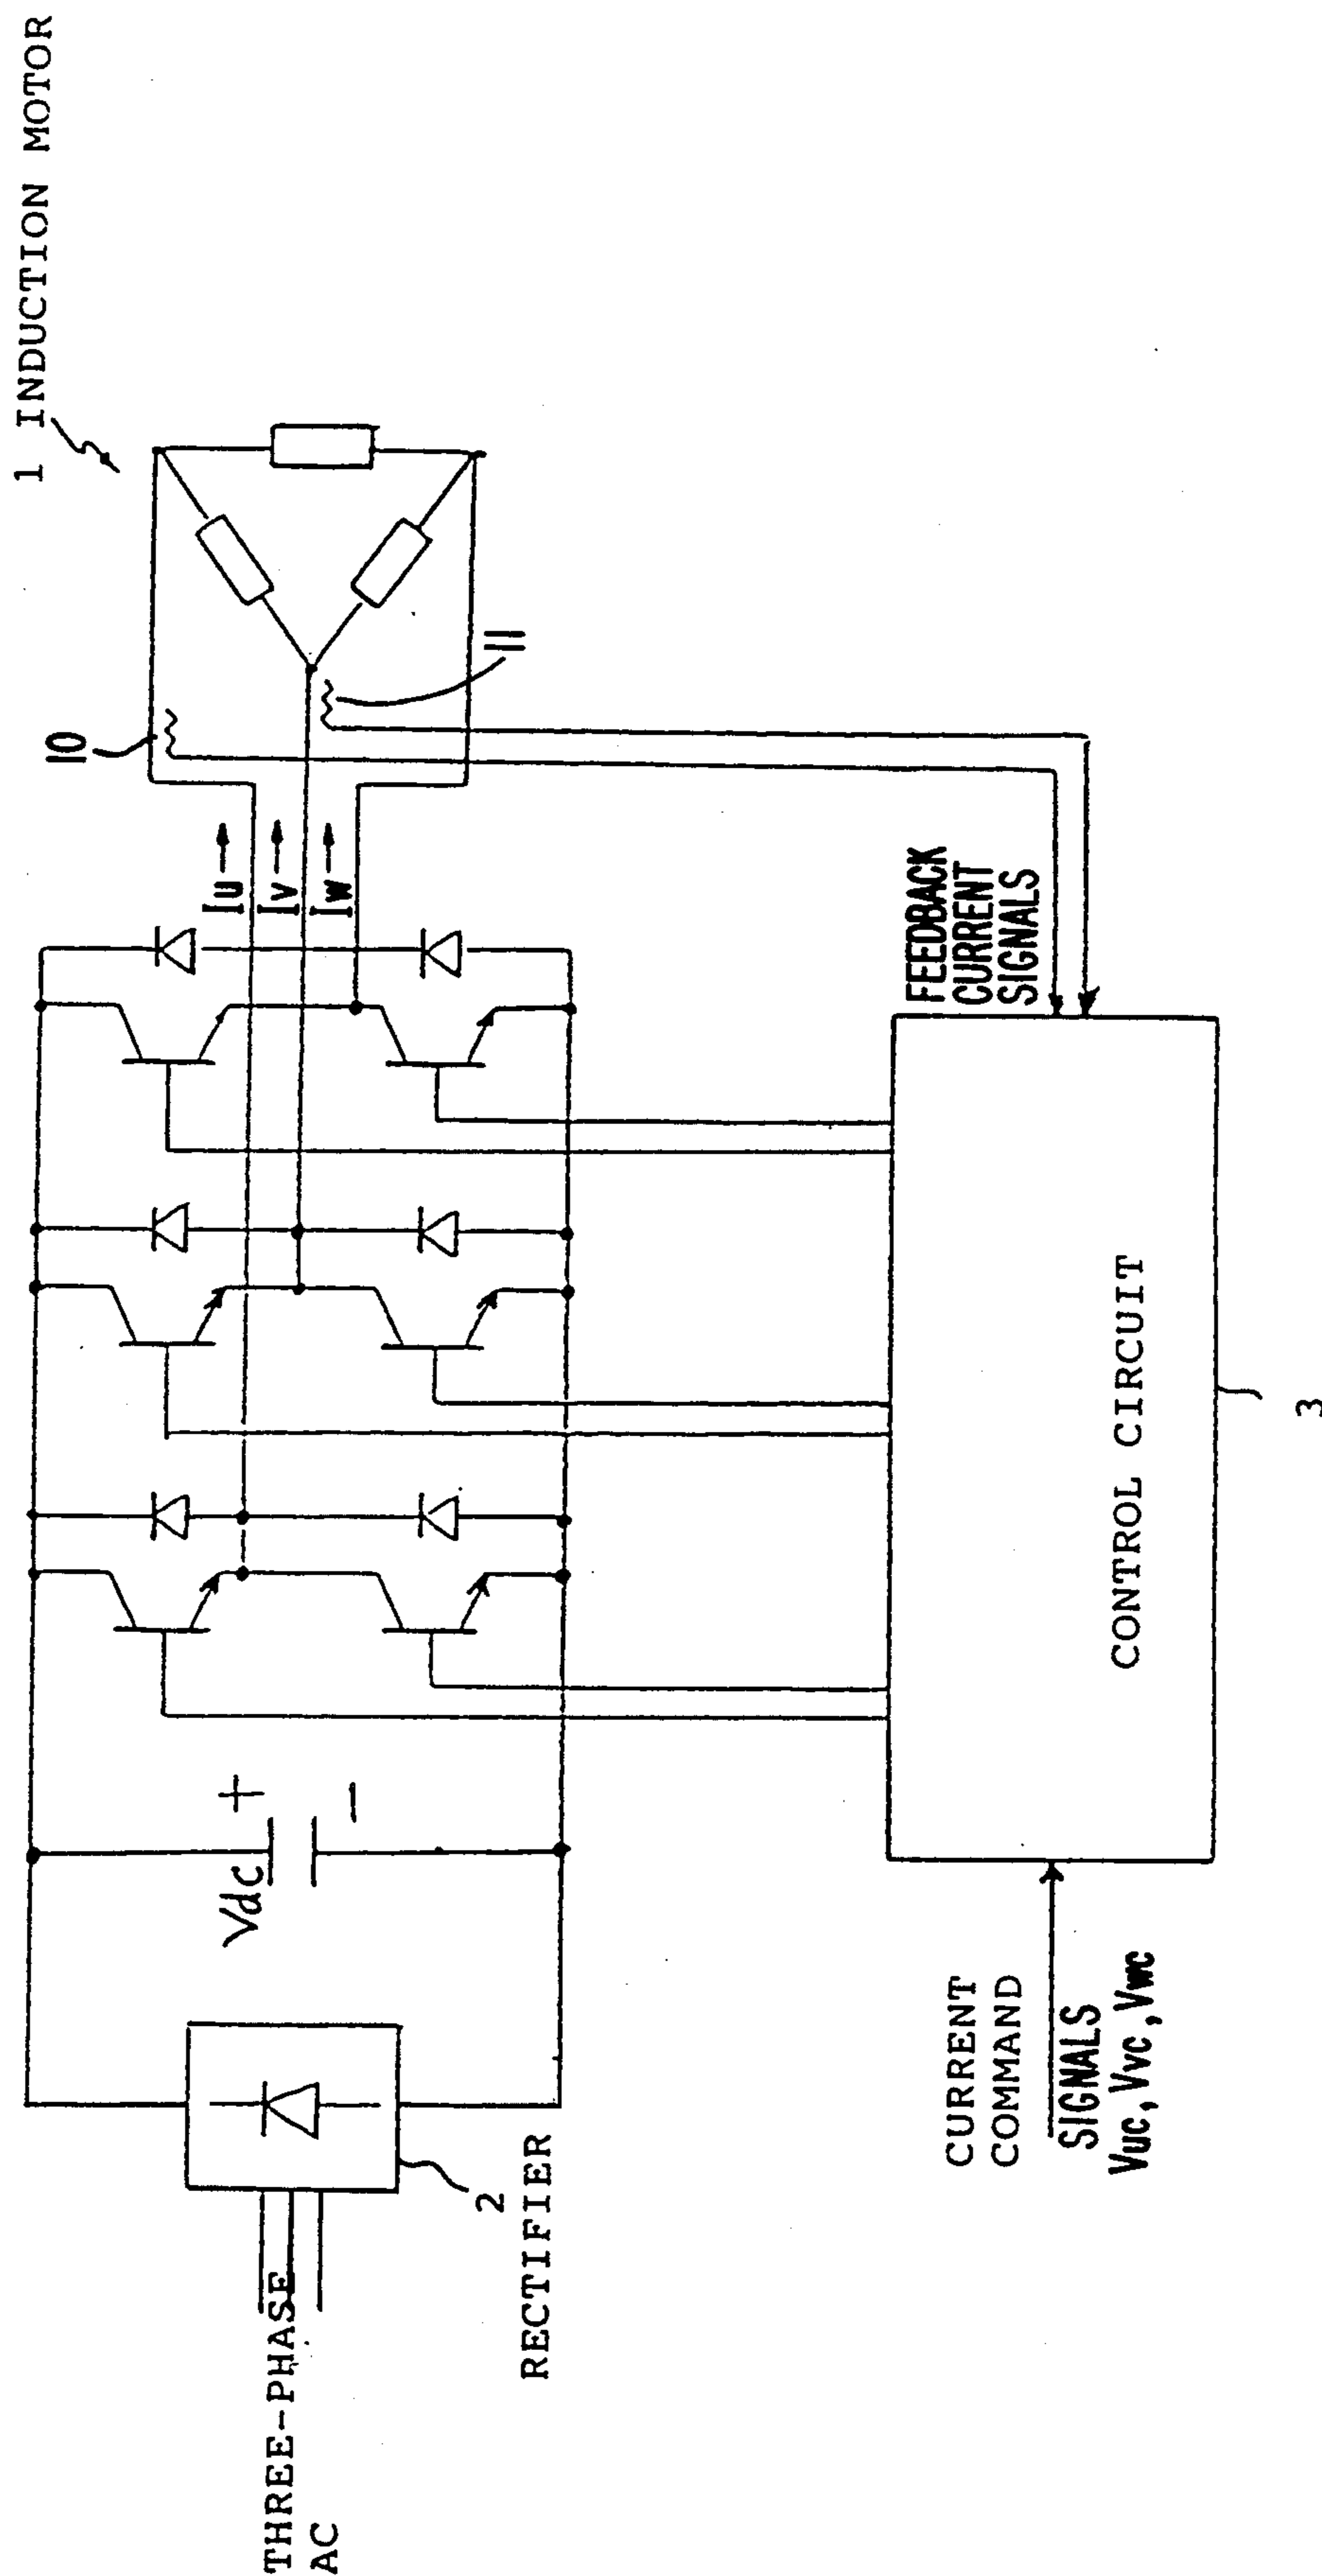 1 INDUCTION MOTOR
10
11
IU
IV
IW
Vdc
+
-
THREE-PHASE
AC
2
RECTIFIER
FEEDBACK
CURRENT
SIGNALS
CONTROL CIRCUIT
3
CURRENT
COMMAND
SIGNALS
VUC, VVC, VWC